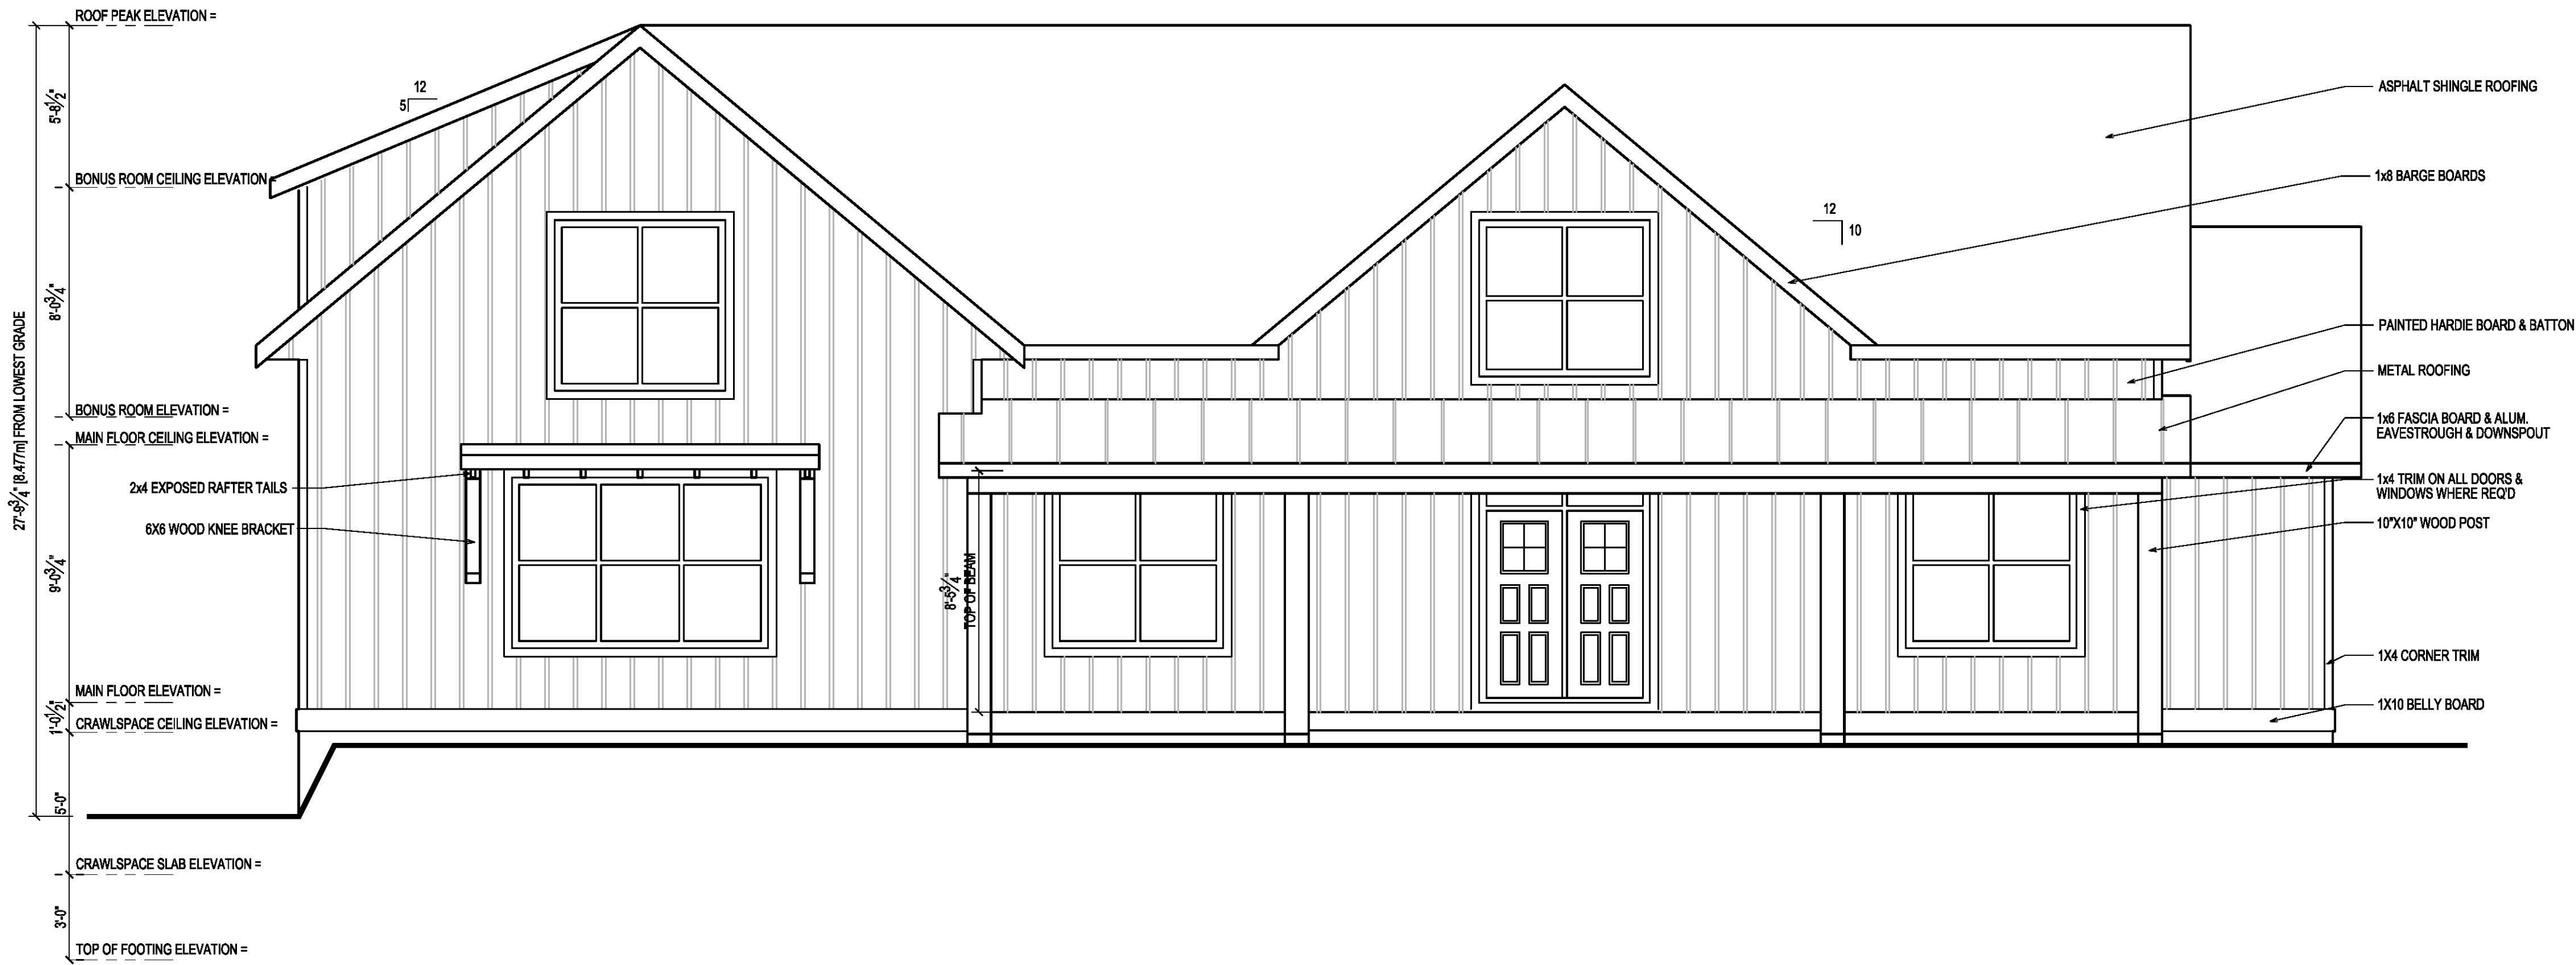 ROOF PEAK ELEVATION =
5'-8½"
12
5
BONUS ROOM CEILING ELEVATION =
8'-0¾"
27'-9¾" [8.477m] FROM LOWEST GRADE
BONUS ROOM ELEVATION =
MAIN FLOOR CEILING ELEVATION =
2x4 EXPOSED RAFTER TAILS
6X6 WOOD KNEE BRACKET
9'-0¾"
MAIN FLOOR ELEVATION =
1'-0½"
CRAWLSPACE CEILING ELEVATION =
5'-0"
CRAWLSPACE SLAB ELEVATION =
3'-0"
TOP OF FOOTING ELEVATION =
8'-5¾"
TOP OF BEAM
12
10
ASPHALT SHINGLE ROOFING
1x8 BARGE BOARDS
PAINTED HARDIE BOARD & BATTON
METAL ROOFING
1x6 FASCIA BOARD & ALUM.
EAVESTROUGH & DOWNSPOUT
1x4 TRIM ON ALL DOORS &
WINDOWS WHERE REQ'D
10"X10" WOOD POST
1X4 CORNER TRIM
1X10 BELLY BOARD